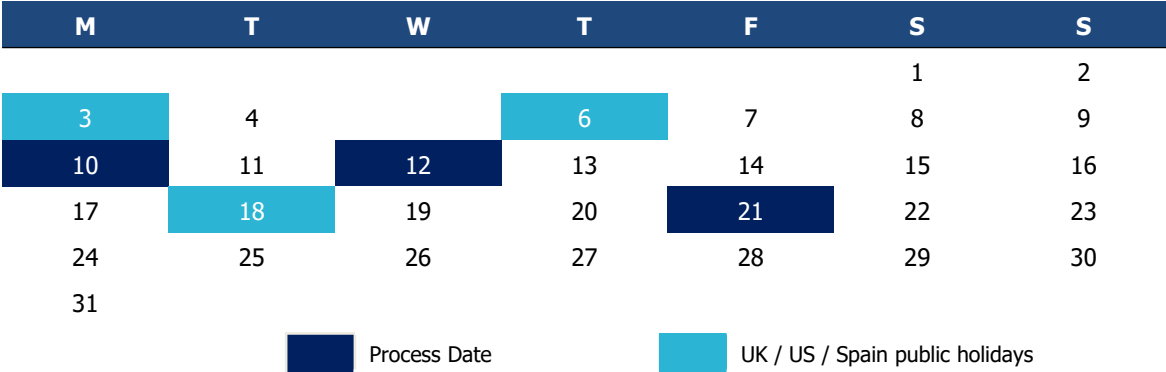 M T W T F S S
1 2
3 4 6 7 8 9
10 11 12 13 14 15 16
17 18 19 20 21 22 23
24 25 26 27 28 29 30
31
Process Date UK / US / Spain public holidays